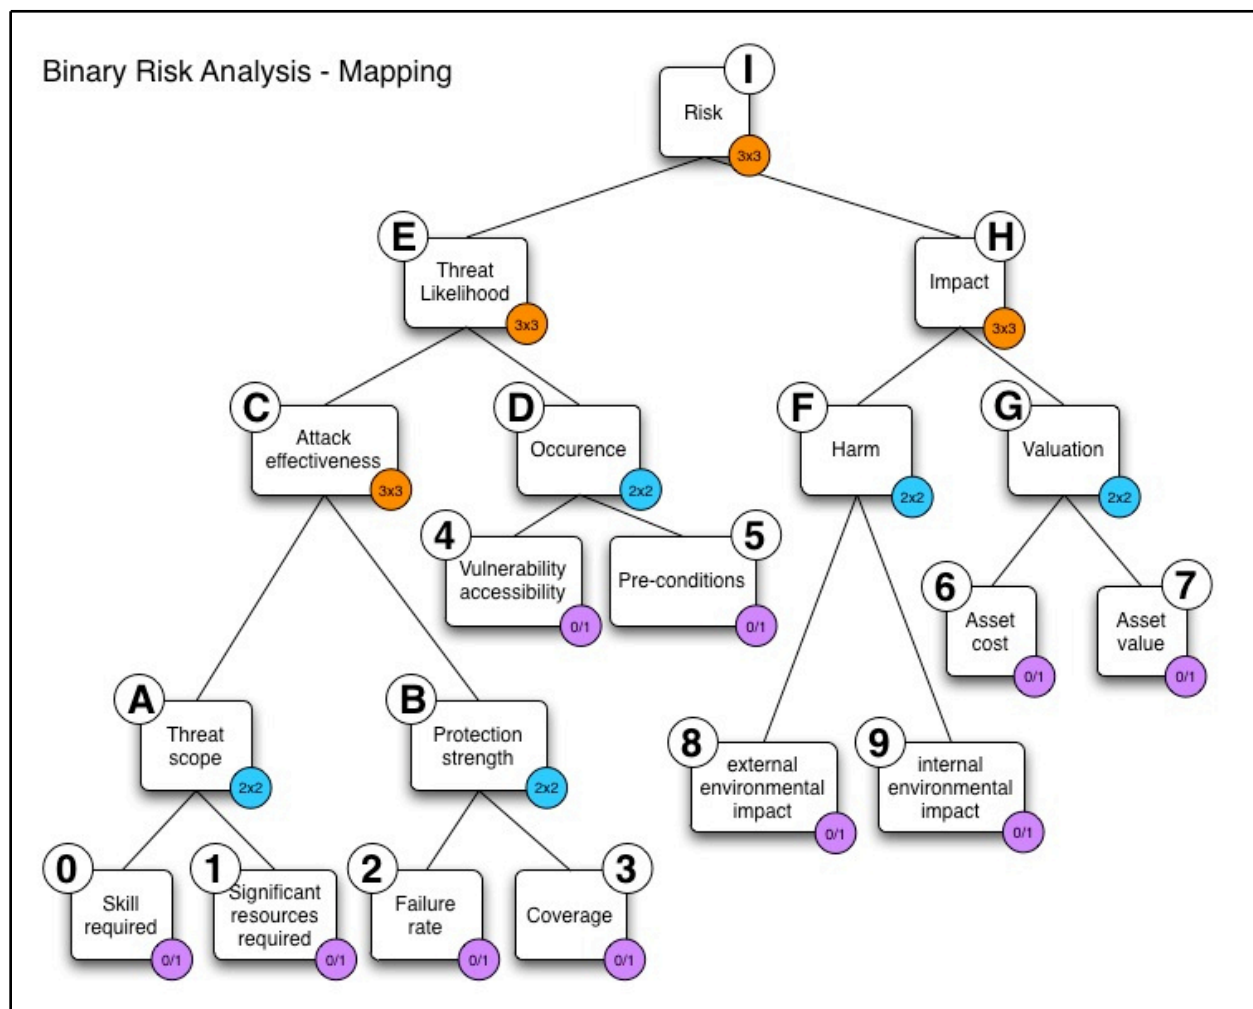 Binary Risk Analysis - Mapping
I
Risk
3x3
E
Threat
Likelihood
3x3
H
Impact
3x3
C
Attack
effectiveness
3x3
D
Occurence
2x2
F
Harm
2x2
G
Valuation
2x2
4
Vulnerability
accessibility
0/1
5
Pre-conditions
0/1
6
Asset
cost
0/1
7
Asset
value
0/1
A
Threat
scope
2x2
B
Protection
strength
2x2
8
external
environmental
impact
0/1
9
internal
environmental
impact
0/1
0
Skill
required
0/1
1
Significant
resources
required
0/1
2
Failure
rate
0/1
3
Coverage
0/1